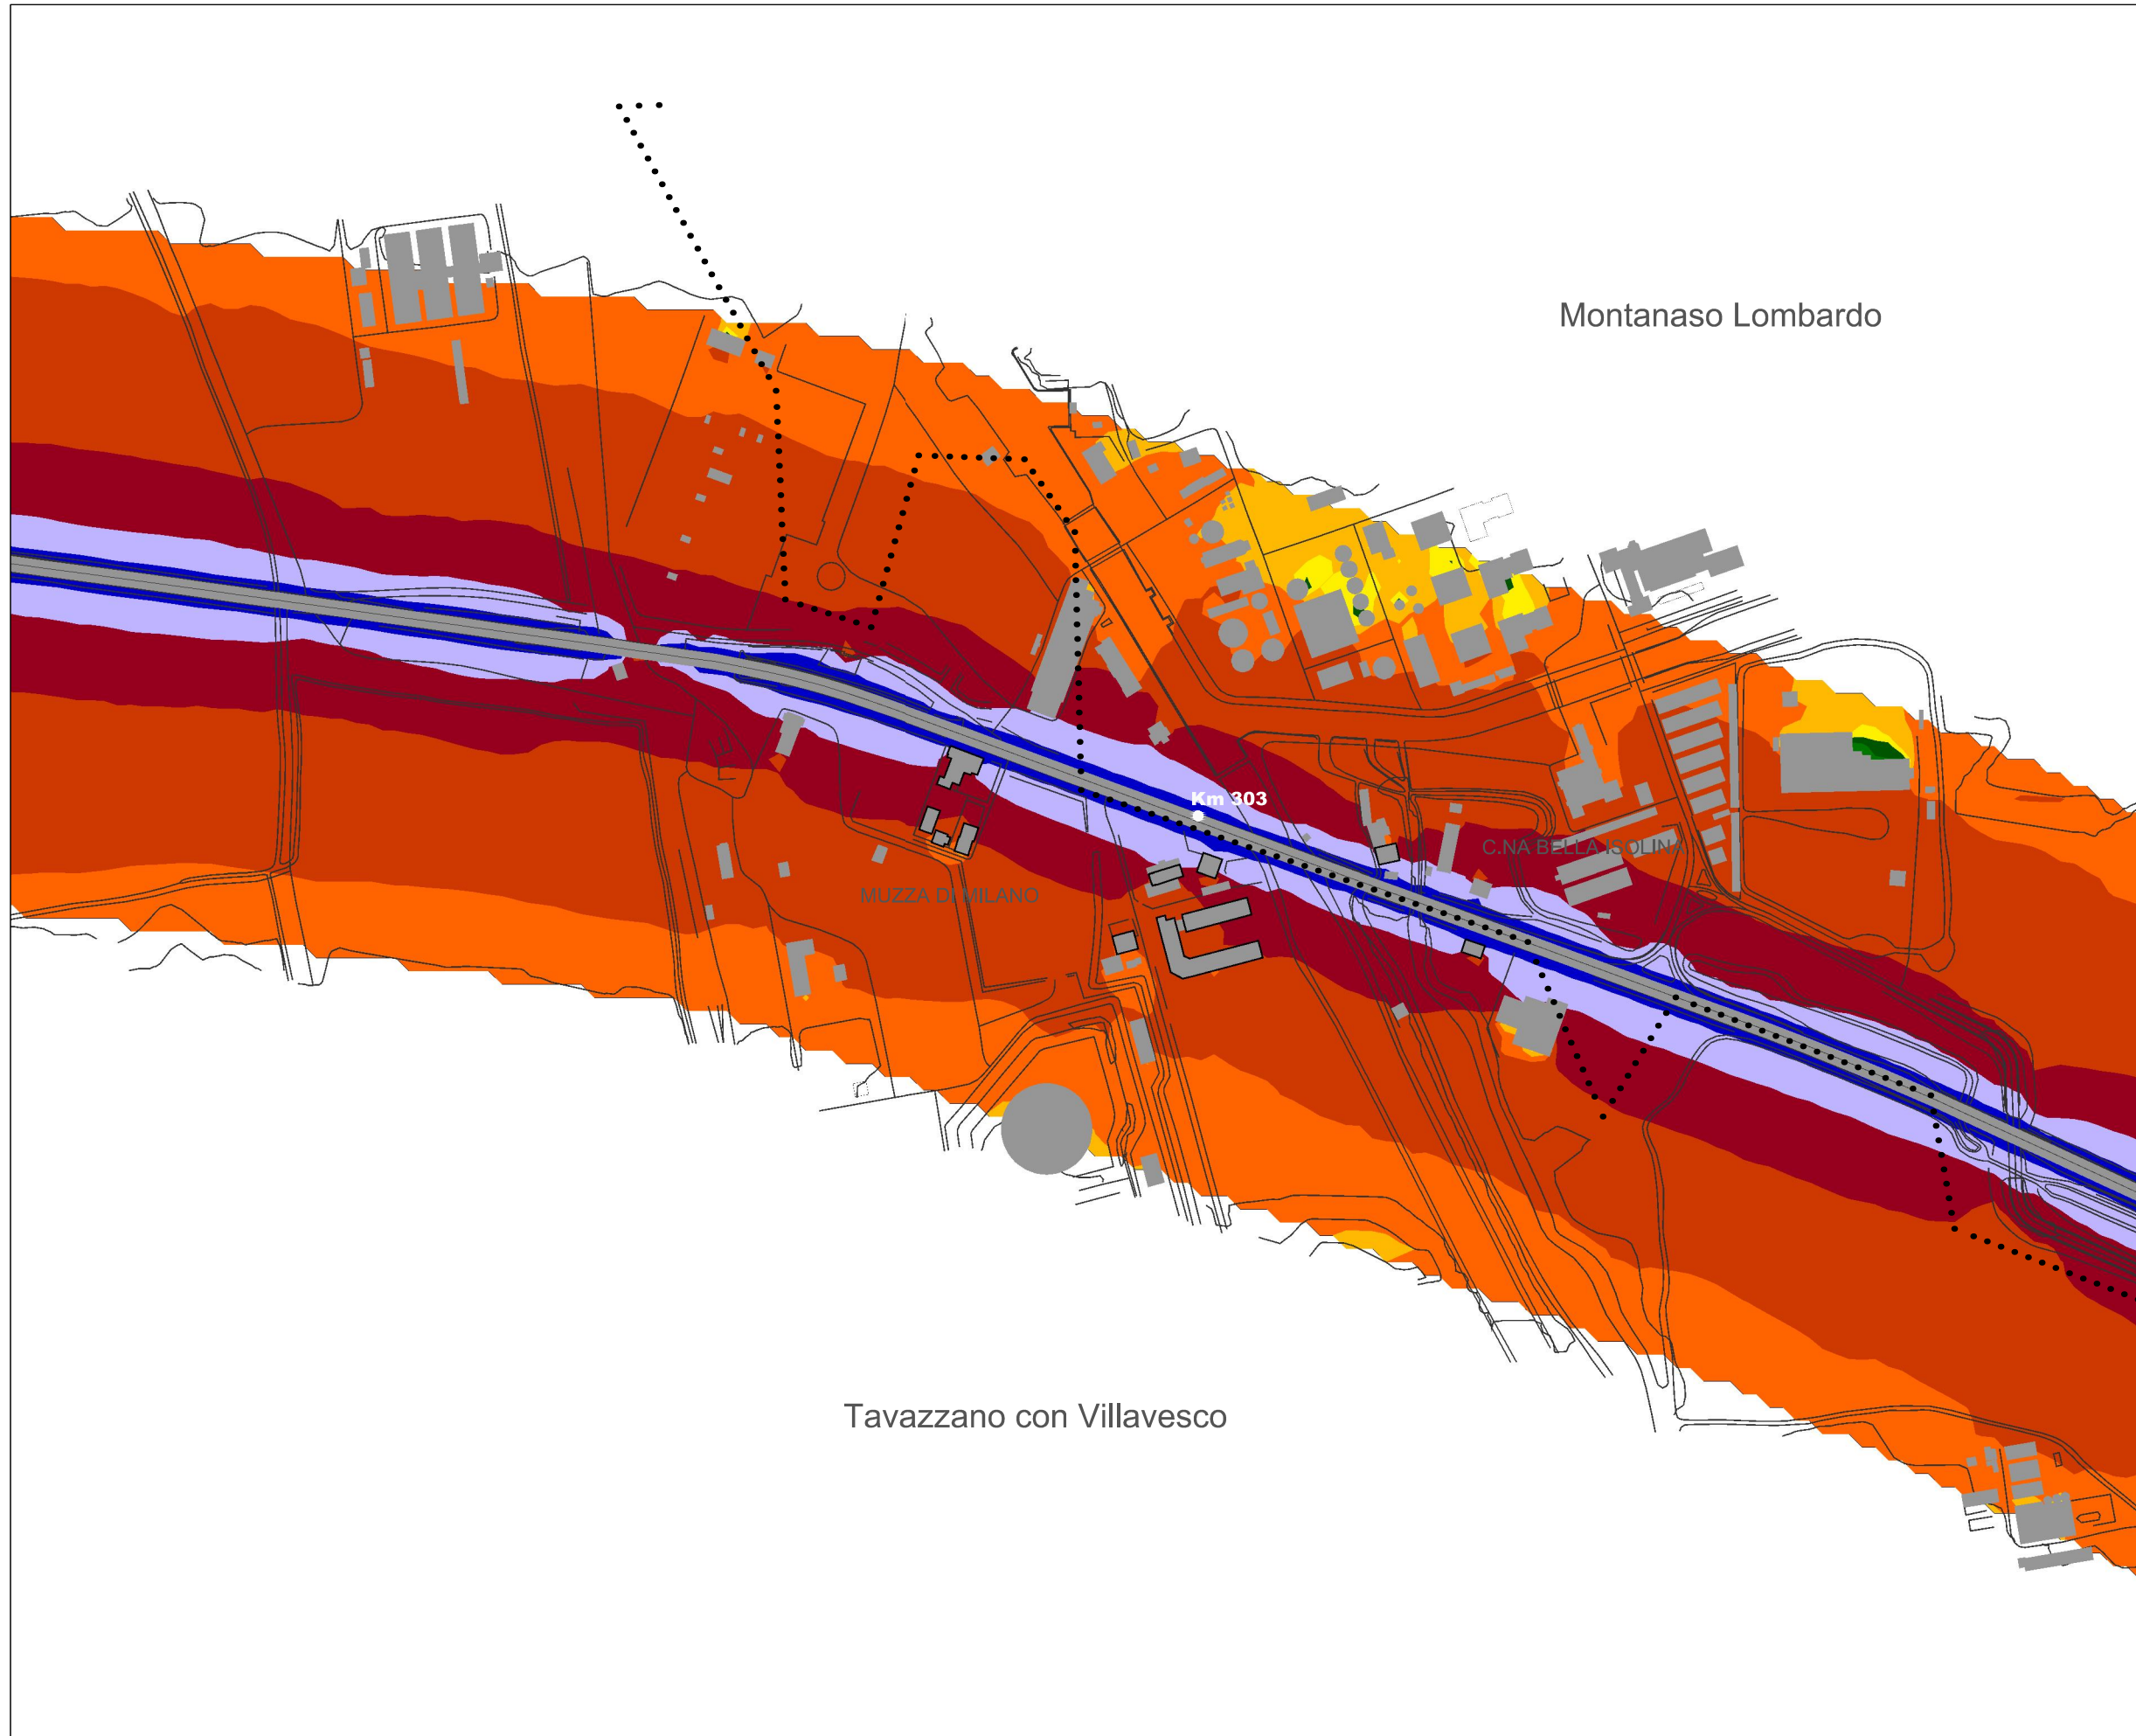 Montanaso Lombardo
Km 303
C.NA BELLA ISOLINA
MUZZA DI MILANO
Tavazzano con Villavesco